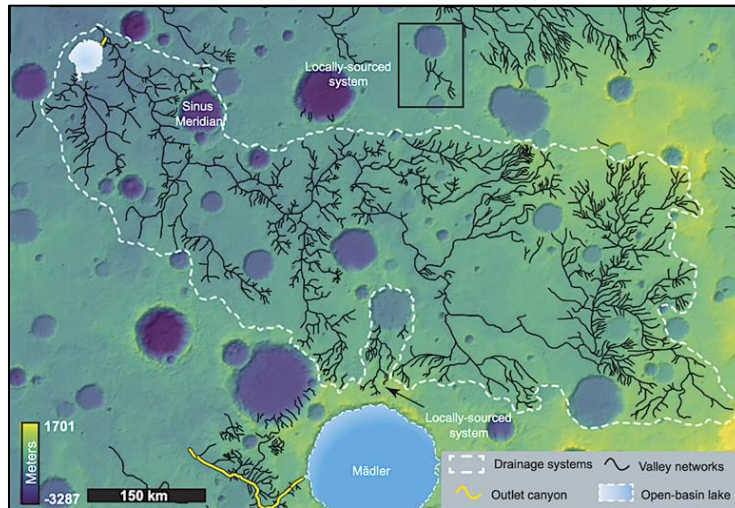 Locally-sourced
system
Sinus
Meridiani
Locally-sourced
system
Mädler
1701
Meters
-3287
150 km
Drainage systems
Valley networks
Outlet canyon
Open-basin lake